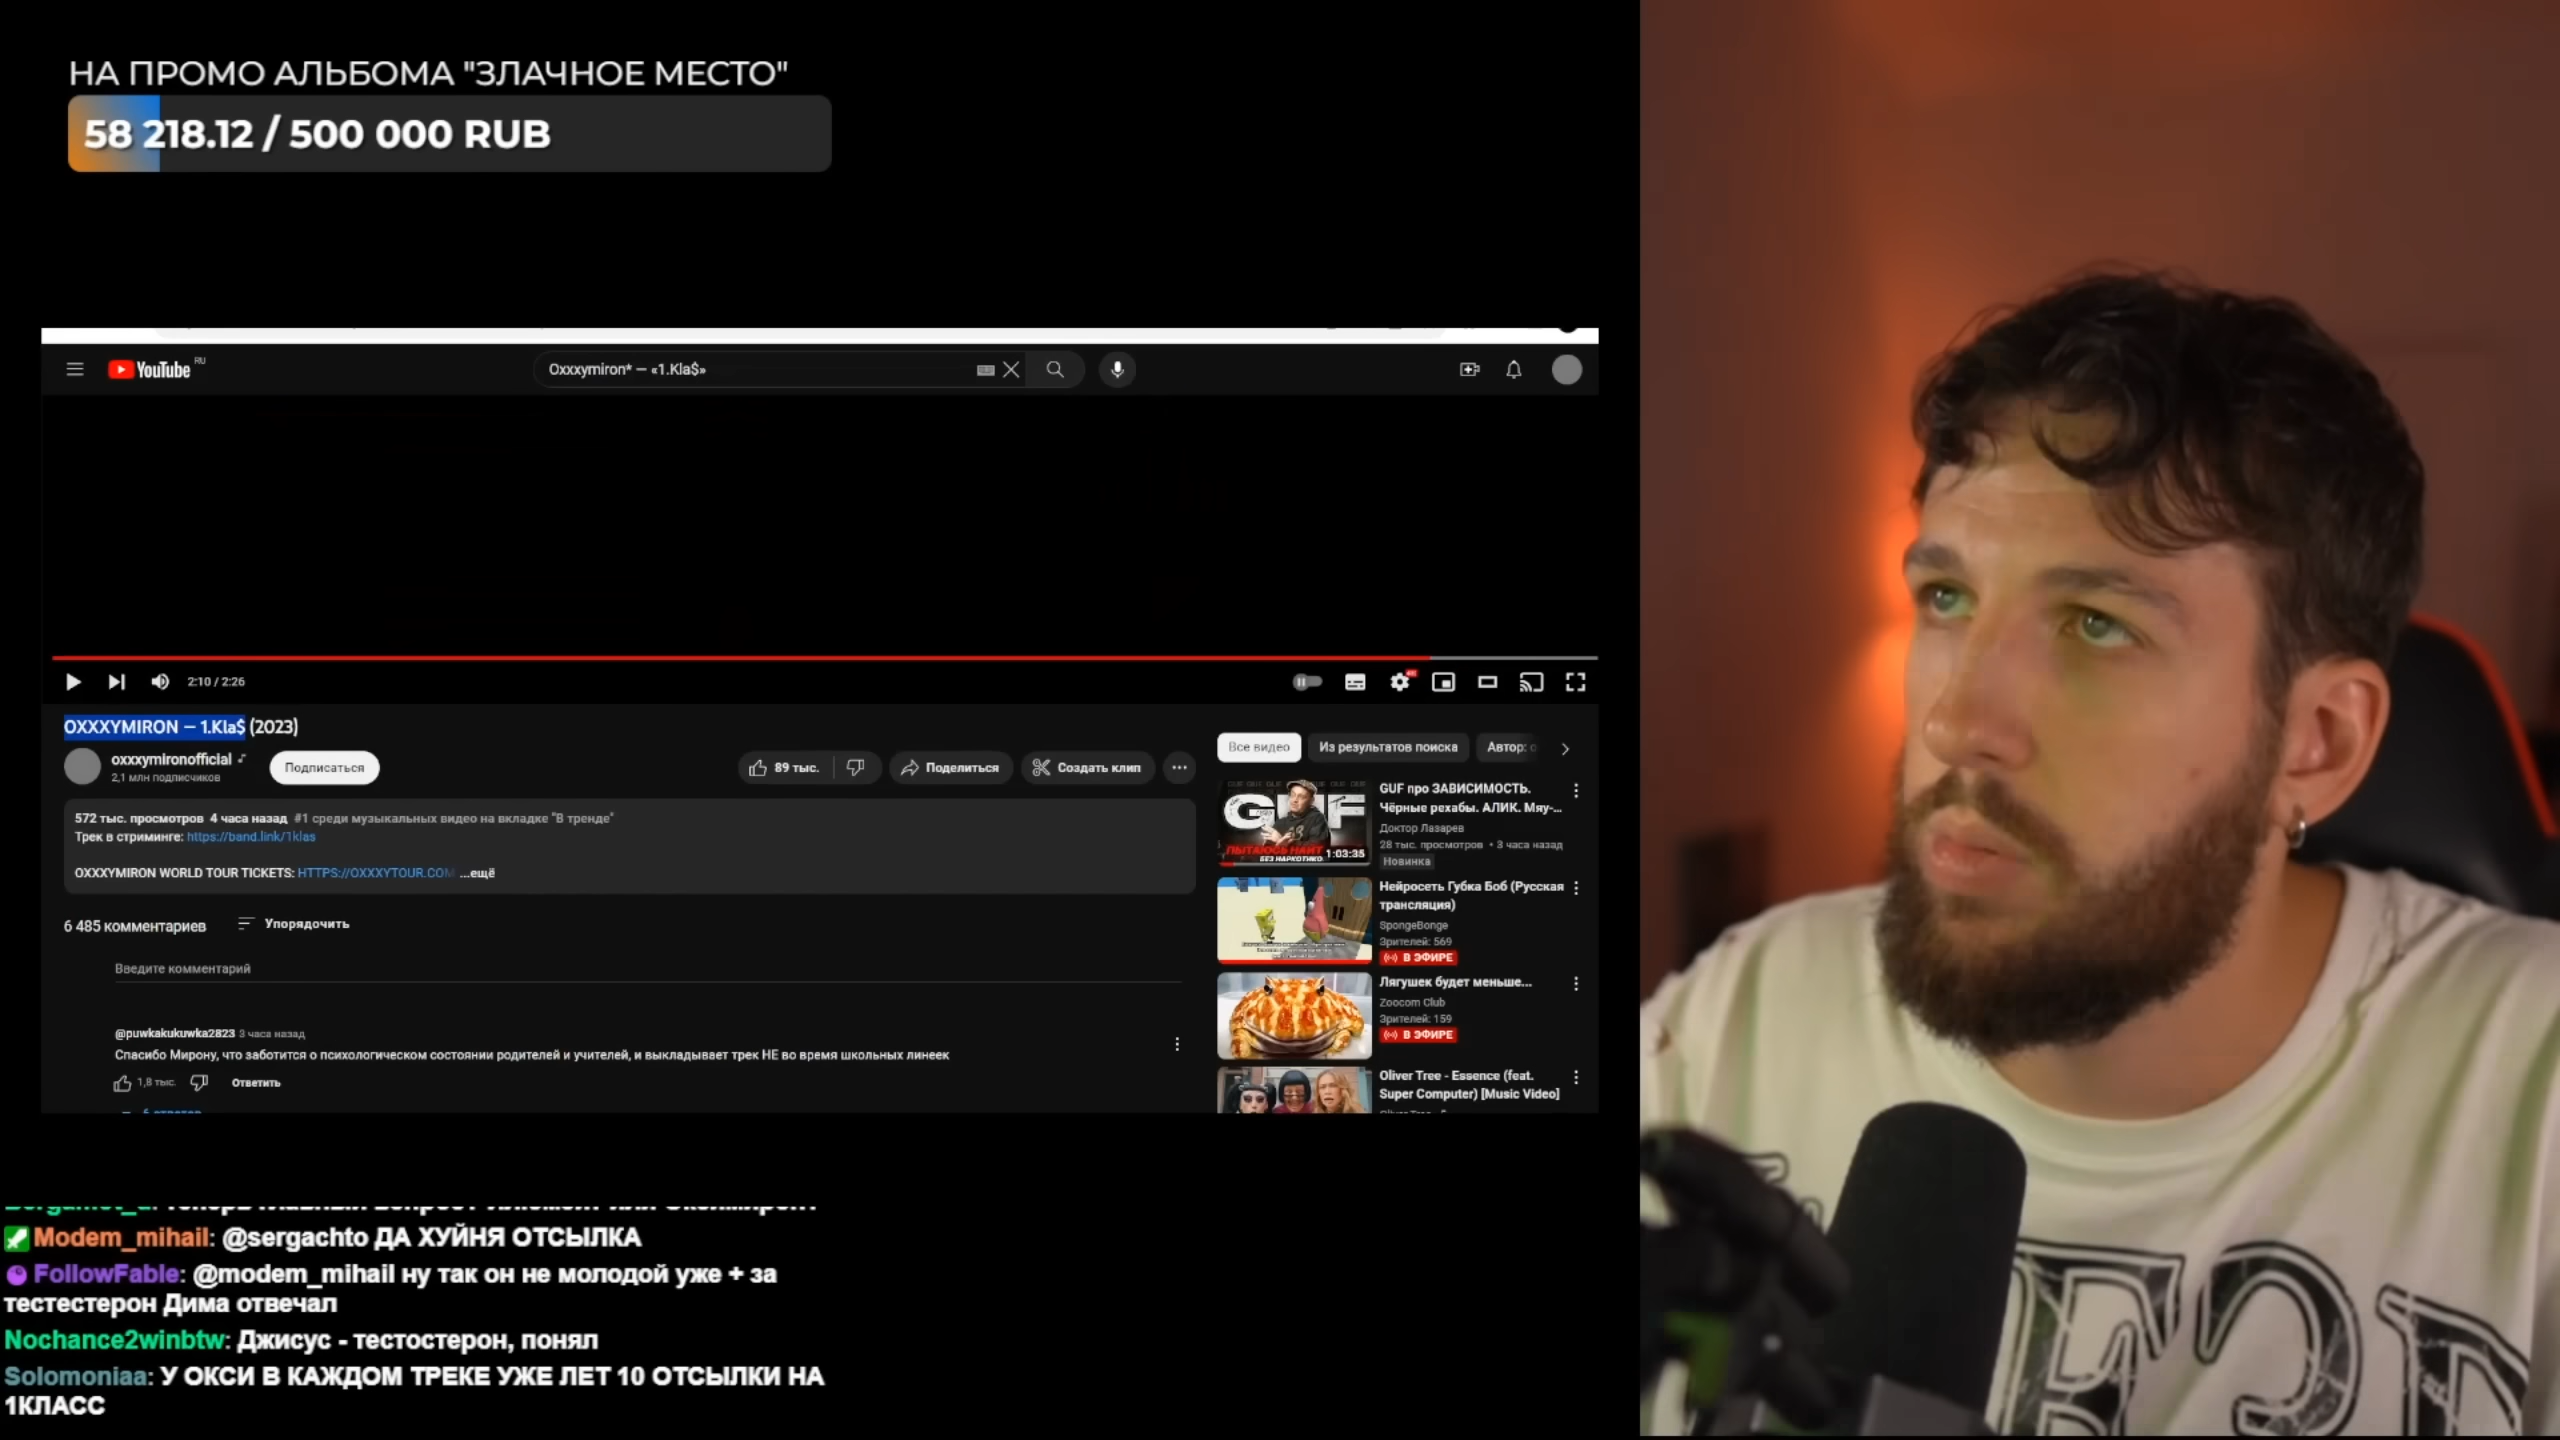 НА ПРОМО АЛЬБОМА "ЗЛАЧНОЕ МЕСТО"
58 218.12 / 500 000 RUB
YouTube RU
Oxxxymiron* — «1.Kla$»
2:10 / 2:26
OXXXYMIRON — 1.Kla$ (2023)
oxxxymironofficial
2,1 млн подписчиков
Подписаться
89 тыс.
Поделиться
Создать клип
572 тыс. просмотров 4 часа назад #1 среди музыкальных видео на вкладке "В тренде"
Трек в стриминге: https://band.link/1klas
OXXXYMIRON WORLD TOUR TICKETS: HTTPS://OXXXYTOUR.COM ...ещё
6 485 комментариев
Упорядочить
Введите комментарий
@puwkakukuwka2823 3 часа назад
Спасибо Мирону, что заботится о психологическом состоянии родителей и учителей, и выкладывает трек НЕ во время школьных линеек
1,8 тыс.
Ответить
Все видео
Из результатов поиска
Автор:
GUF
1:03:35
GUF про ЗАВИСИМОСТЬ.
Чёрные рехабы. АЛИК. Мяу-...
Доктор Лазарев
28 тыс. просмотров • 3 часа назад
Новинка
Нейросеть Губка Боб (Русская
трансляция)
SpongeBonge
Зрителей: 569
В ЭФИРЕ
Лягушек будет меньше...
Zoocom Club
Зрителей: 159
В ЭФИРЕ
Oliver Tree - Essence (feat.
Super Computer) [Music Video]
Modem_mihail: @sergachto ДА ХУЙНЯ ОТСЫЛКА
FollowFable: @modem_mihail ну так он не молодой уже + за
тестестерон Дима отвечал
Nochance2winbtw: Джисус - тестостерон, понял
Solomoniaa: У ОКСИ В КАЖДОМ ТРЕКЕ УЖЕ ЛЕТ 10 ОТСЫЛКИ НА
1КЛАСС